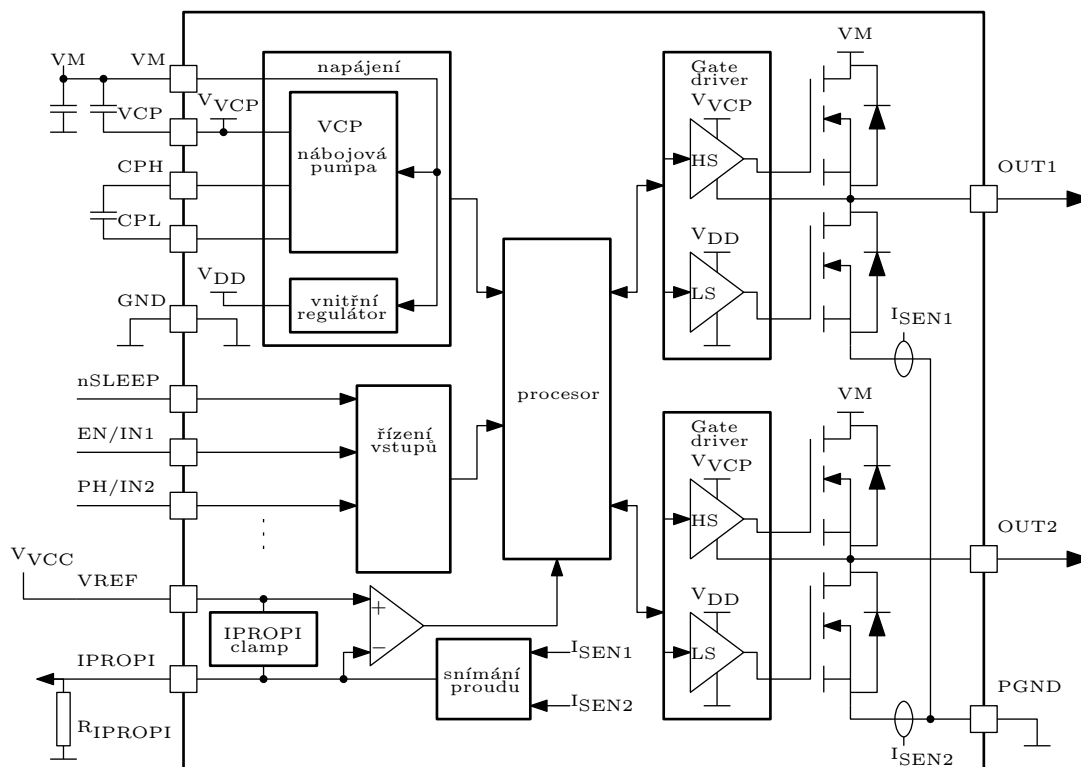 VM
VM
VCP
V_VCP
CPH
CPL
V_DD
GND
napájení
VCP
nábojová
pumpa
vnitřní
regulátor
nSLEEP
EN/IN1
PH/IN2
řízení
vstupů
procesor
V_VCC
VREF
IPROPI
clamp
+
−
IPROPI
R_IPROPI
snímání
proudu
I_SEN1
I_SEN2
Gate
driver
V_VCP
HS
V_DD
LS
VM
OUT1
I_SEN1
Gate
driver
V_VCP
HS
V_DD
LS
VM
OUT2
PGND
I_SEN2